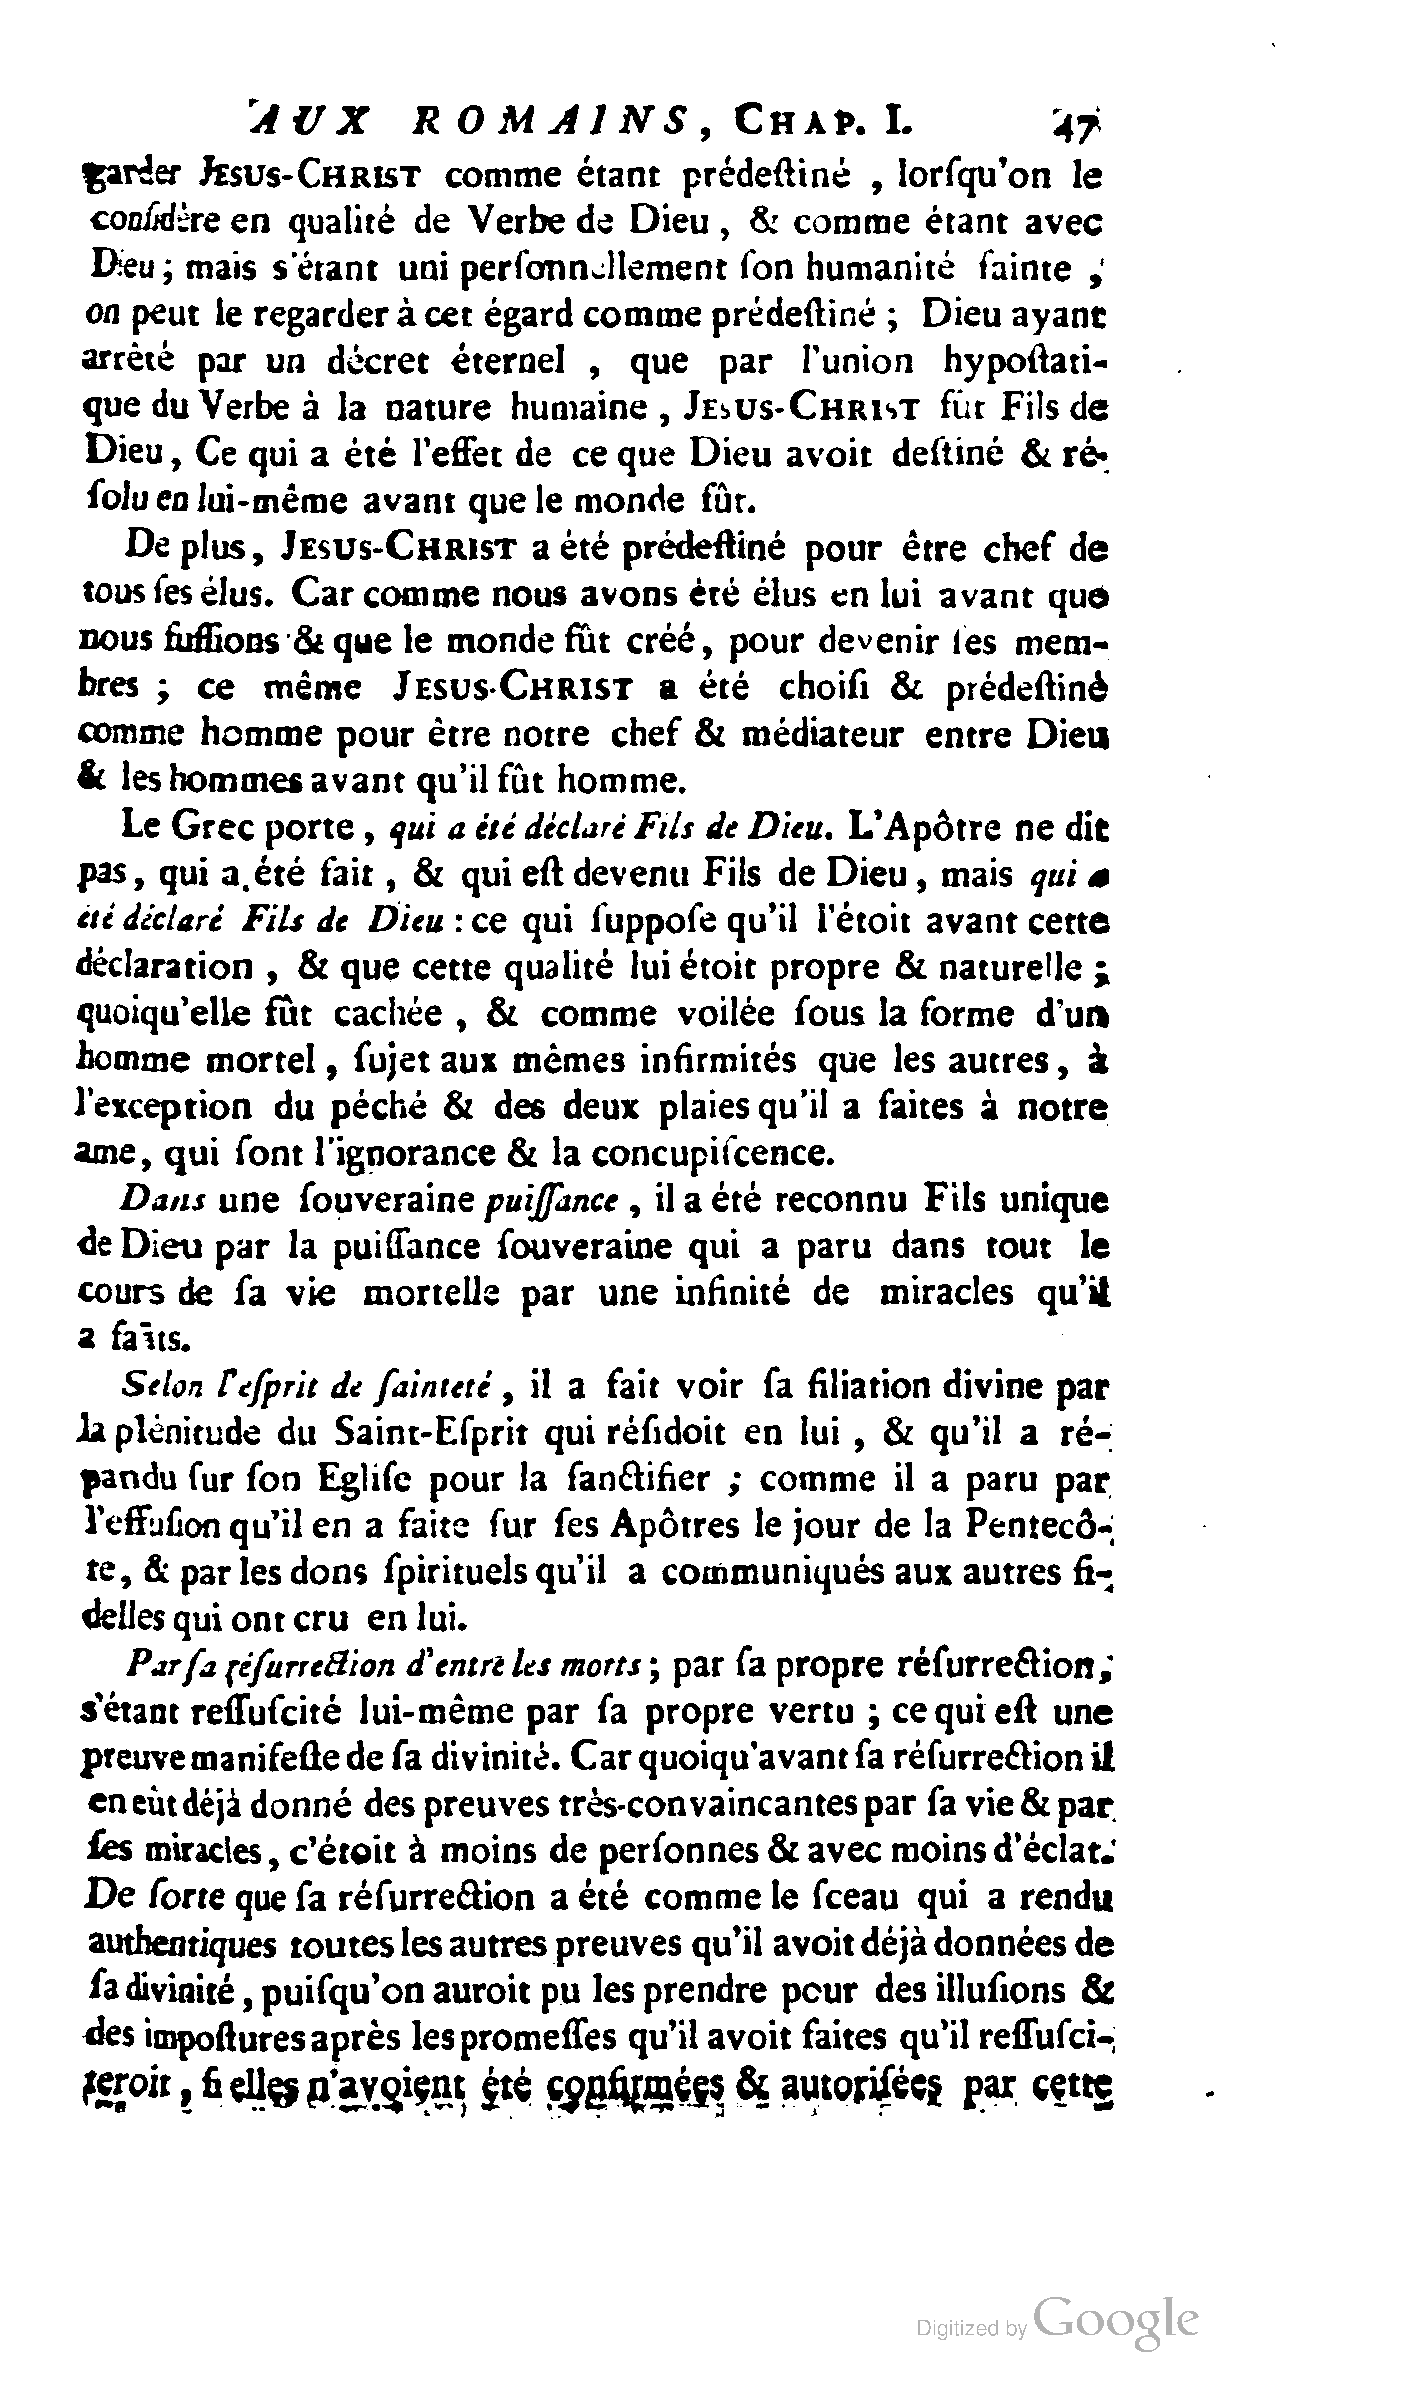 AUX ROMAINS, CHAP. I. 47
garder JESUS-CHRIST comme étant prédeſtiné , lorſqu'on le
conſidère en qualité de Verbe de Dieu , & comme étant avec
Dieu ; mais s'étant uni perſonnellement ſon humanité ſainte ,
on peut le regarder à cet égard comme prédeſtiné ; Dieu ayant
arrêté par un décret éternel , que par l'union hypoſtati-
que du Verbe à la nature humaine , JESUS-CHRIST fût Fils de
Dieu, Ce qui a été l'effet de ce que Dieu avoit deſtiné & ré-
ſolu en lui-même avant que le monde fût.
De plus, JESUS-CHRIST a été prédeſtiné pour être chef de
tous ſes élus. Car comme nous avons été élus en lui avant que
nous fuſſions & que le monde fût créé, pour devenir ſes mem-
bres ; ce même JESUS-CHRIST a été choiſi & prédeſtiné
comme homme pour être notre chef & médiateur entre Dieu
& les hommes avant qu'il fût homme.
Le Grec porte , qui a été déclaré Fils de Dieu. L'Apôtre ne dit
pas, qui a été fait , & qui eſt devenu Fils de Dieu , mais qui a
été déclaré Fils de Dieu : ce qui ſuppoſe qu'il l'étoit avant cette
déclaration , & que cette qualité lui étoit propre & naturelle ;
quoiqu'elle fût cachée , & comme voilée ſous la forme d'un
homme mortel , ſujet aux mêmes infirmités que les autres , à
l'exception du péché & des deux plaies qu'il a faites à notre
ame, qui ſont l'ignorance & la concupiſcence.
Dans une ſouveraine puiſſance , il a été reconnu Fils unique
de Dieu par la puiſſance ſouveraine qui a paru dans tout le
cours de ſa vie mortelle par une infinité de miracles qu'il
a faits.
Selon l'eſprit de ſainteté , il a fait voir ſa filiation divine par
la plénitude du Saint-Eſprit qui réſidoit en lui , & qu'il a ré-
pandu ſur ſon Egliſe pour la ſanctifier ; comme il a paru par
l'effuſion qu'il en a faite ſur ſes Apôtres le jour de la Pentecô-
te, & par les dons ſpirituels qu'il a communiqués aux autres fi-
delles qui ont cru en lui.
Par ſa réſurrection d'entre les morts ; par ſa propre réſurrection,
s'étant reſſuſcité lui-même par ſa propre vertu ; ce qui eſt une
preuve manifeſte de ſa divinité. Car quoiqu'avant ſa réſurrection il
en eût déjà donné des preuves très-convaincantes par ſa vie & par
ſes miracles, c'étoit à moins de perſonnes & avec moins d'éclat.
De ſorte que ſa réſurrection a été comme le ſceau qui a rendu
authentiques toutes les autres preuves qu'il avoit déjà données de
ſa divinité , puiſqu'on auroit pu les prendre pour des illuſions &
des impoſtures après les promeſſes qu'il avoit faites qu'il reſſuſci-
teroit , ſi elles n'avoient été confirmées & autoriſées par cette
Digitized by Google